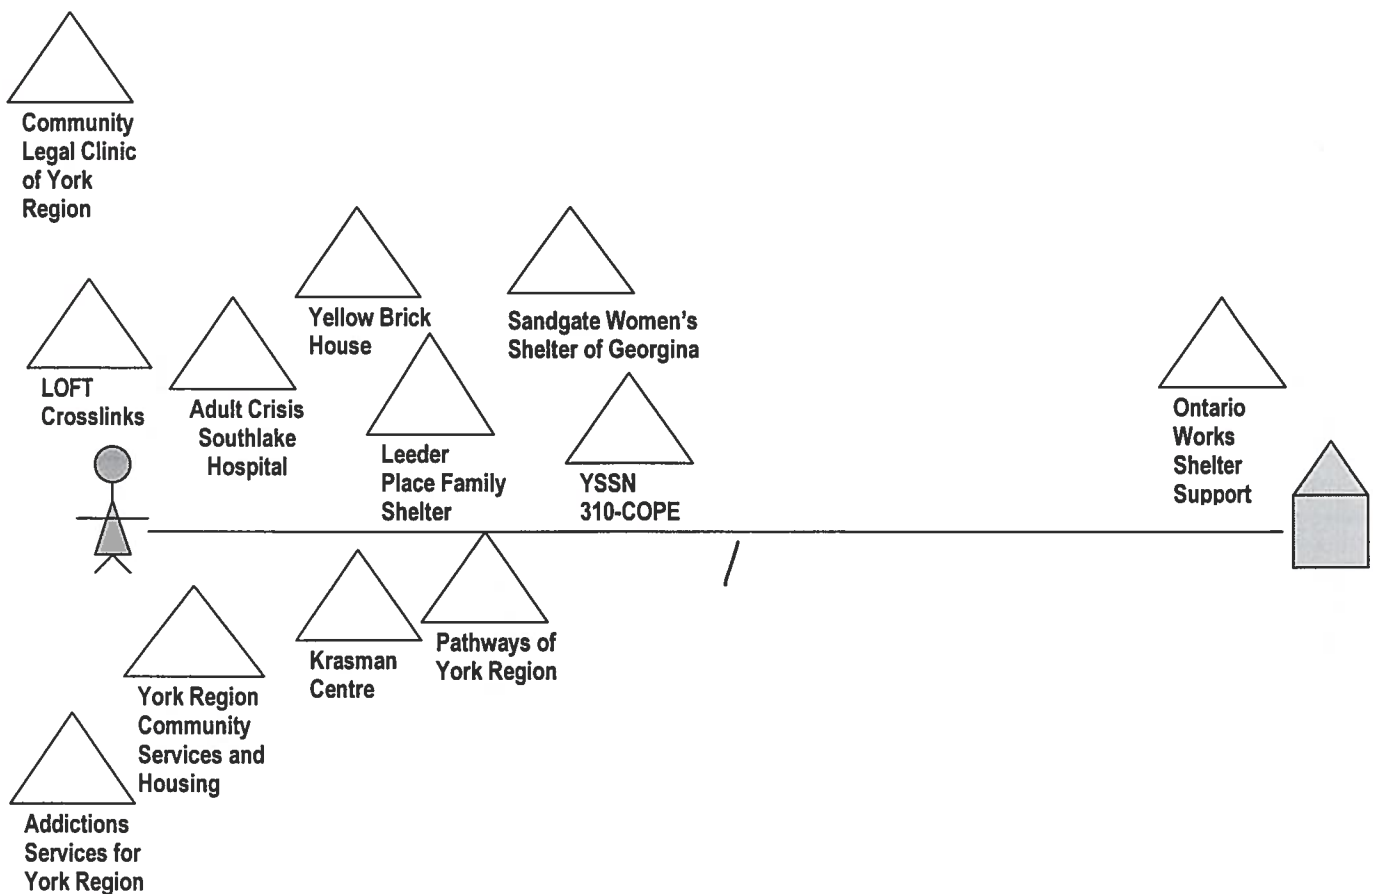 Community
Legal Clinic
of York
Region
Yellow Brick
House
Sandgate Women's
Shelter of Georgina
LOFT
Crosslinks
Adult Crisis
Southlake
Hospital
Leeder
Place Family
Shelter
YSSN
310-COPE
Ontario
Works
Shelter
Support
York Region
Community
Services and
Housing
Krasman
Centre
Pathways of
York Region
Addictions
Services for
York Region